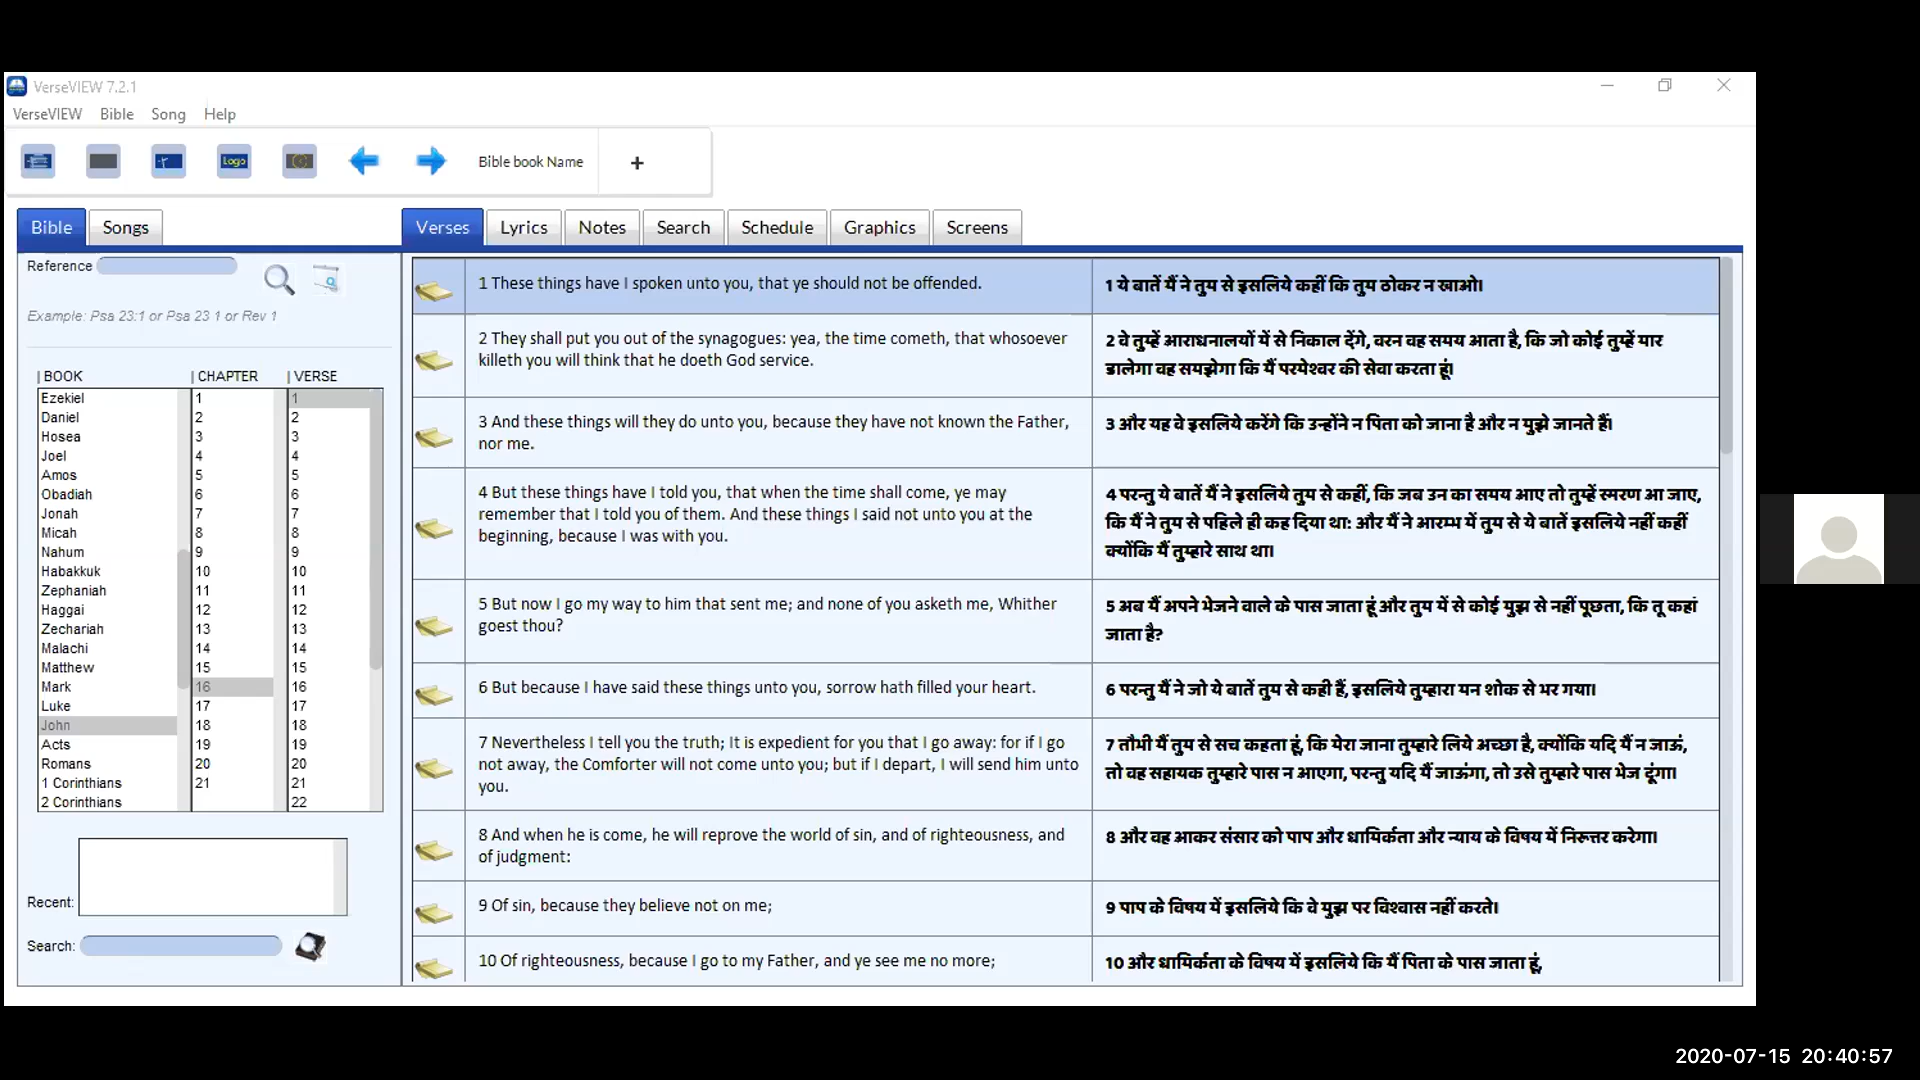 VerseVIEW 7.2.1
VerseVIEW Bible Song Help
Logo Bible book Name +
Bible Songs
Verses Lyrics Notes Search Schedule Graphics Screens
Reference
Example: Psa 23:1 or Psa 23 1 or Rev 1
BOOK CHAPTER VERSE
Ezekiel 1 1
Daniel 2 2
Hosea 3 3
Joel 4 4
Amos 5 5
Obadiah 6 6
Jonah 7 7
Micah 8 8
Nahum 9 9
Habakkuk 10 10
Zephaniah 11 11
Haggai 12 12
Zechariah 13 13
Malachi 14 14
Matthew 15 15
Mark 16 16
Luke 17 17
John 18 18
Acts 19 19
Romans 20 20
1 Corinthians 21 21
2 Corinthians 22
Recent:
Search:
1 These things have I spoken unto you, that ye should not be offended.
1 ये बातें मैं ने तुम से इसलिये कहीं कि तुम ठोकर न खाओ।
2 They shall put you out of the synagogues: yea, the time cometh, that whosoever
killeth you will think that he doeth God service.
2 वे तुम्हें आराधनालयों में से निकाल देंगे, वरन वह समय आता है, कि जो कोई तुम्हें मार
डालेगा वह समझेगा कि मैं परमेश्वर की सेवा करता हूं।
3 And these things will they do unto you, because they have not known the Father,
nor me.
3 और यह वे इसलिये करेंगे कि उन्होंने न पिता को जाना है और न मुझे जानते हैं।
4 But these things have I told you, that when the time shall come, ye may
remember that I told you of them. And these things I said not unto you at the
beginning, because I was with you.
4 परन्तु ये बातें मैं ने इसलिये तुम से कहीं, कि जब उन का समय आए तो तुम्हें स्मरण आ जाए,
कि मैं ने तुम से पहिले ही कह दिया था: और मैं ने आरम्भ में तुम से ये बातें इसलिये नहीं कहीं
क्योंकि मैं तुम्हारे साथ था।
5 But now I go my way to him that sent me; and none of you asketh me, Whither
goest thou?
5 अब मैं अपने भेजने वाले के पास जाता हूं और तुम में से कोई मुझ से नहीं पूछता, कि तू कहां
जाता है?
6 But because I have said these things unto you, sorrow hath filled your heart.
6 परन्तु मैं ने जो ये बातें तुम से कही हैं, इसलिये तुम्हारा मन शोक से भर गया।
7 Nevertheless I tell you the truth; It is expedient for you that I go away: for if I go
not away, the Comforter will not come unto you; but if I depart, I will send him unto
you.
7 तौभी मैं तुम से सच कहता हूं, कि मेरा जाना तुम्हारे लिये अच्छा है, क्योंकि यदि मैं न जाऊं,
तो वह सहायक तुम्हारे पास न आएगा, परन्तु यदि मैं जाऊंगा, तो उसे तुम्हारे पास भेज दूंगा।
8 And when he is come, he will reprove the world of sin, and of righteousness, and
of judgment:
8 और वह आकर संसार को पाप और धामिर्कता और न्याय के विषय में निरूत्तर करेगा।
9 Of sin, because they believe not on me;
9 पाप के विषय में इसलिये कि वे मुझ पर विश्वास नहीं करते।
10 Of righteousness, because I go to my Father, and ye see me no more;
10 और धामिर्कता के विषय में इसलिये कि मैं पिता के पास जाता हूं,
2020-07-15 20:40:57